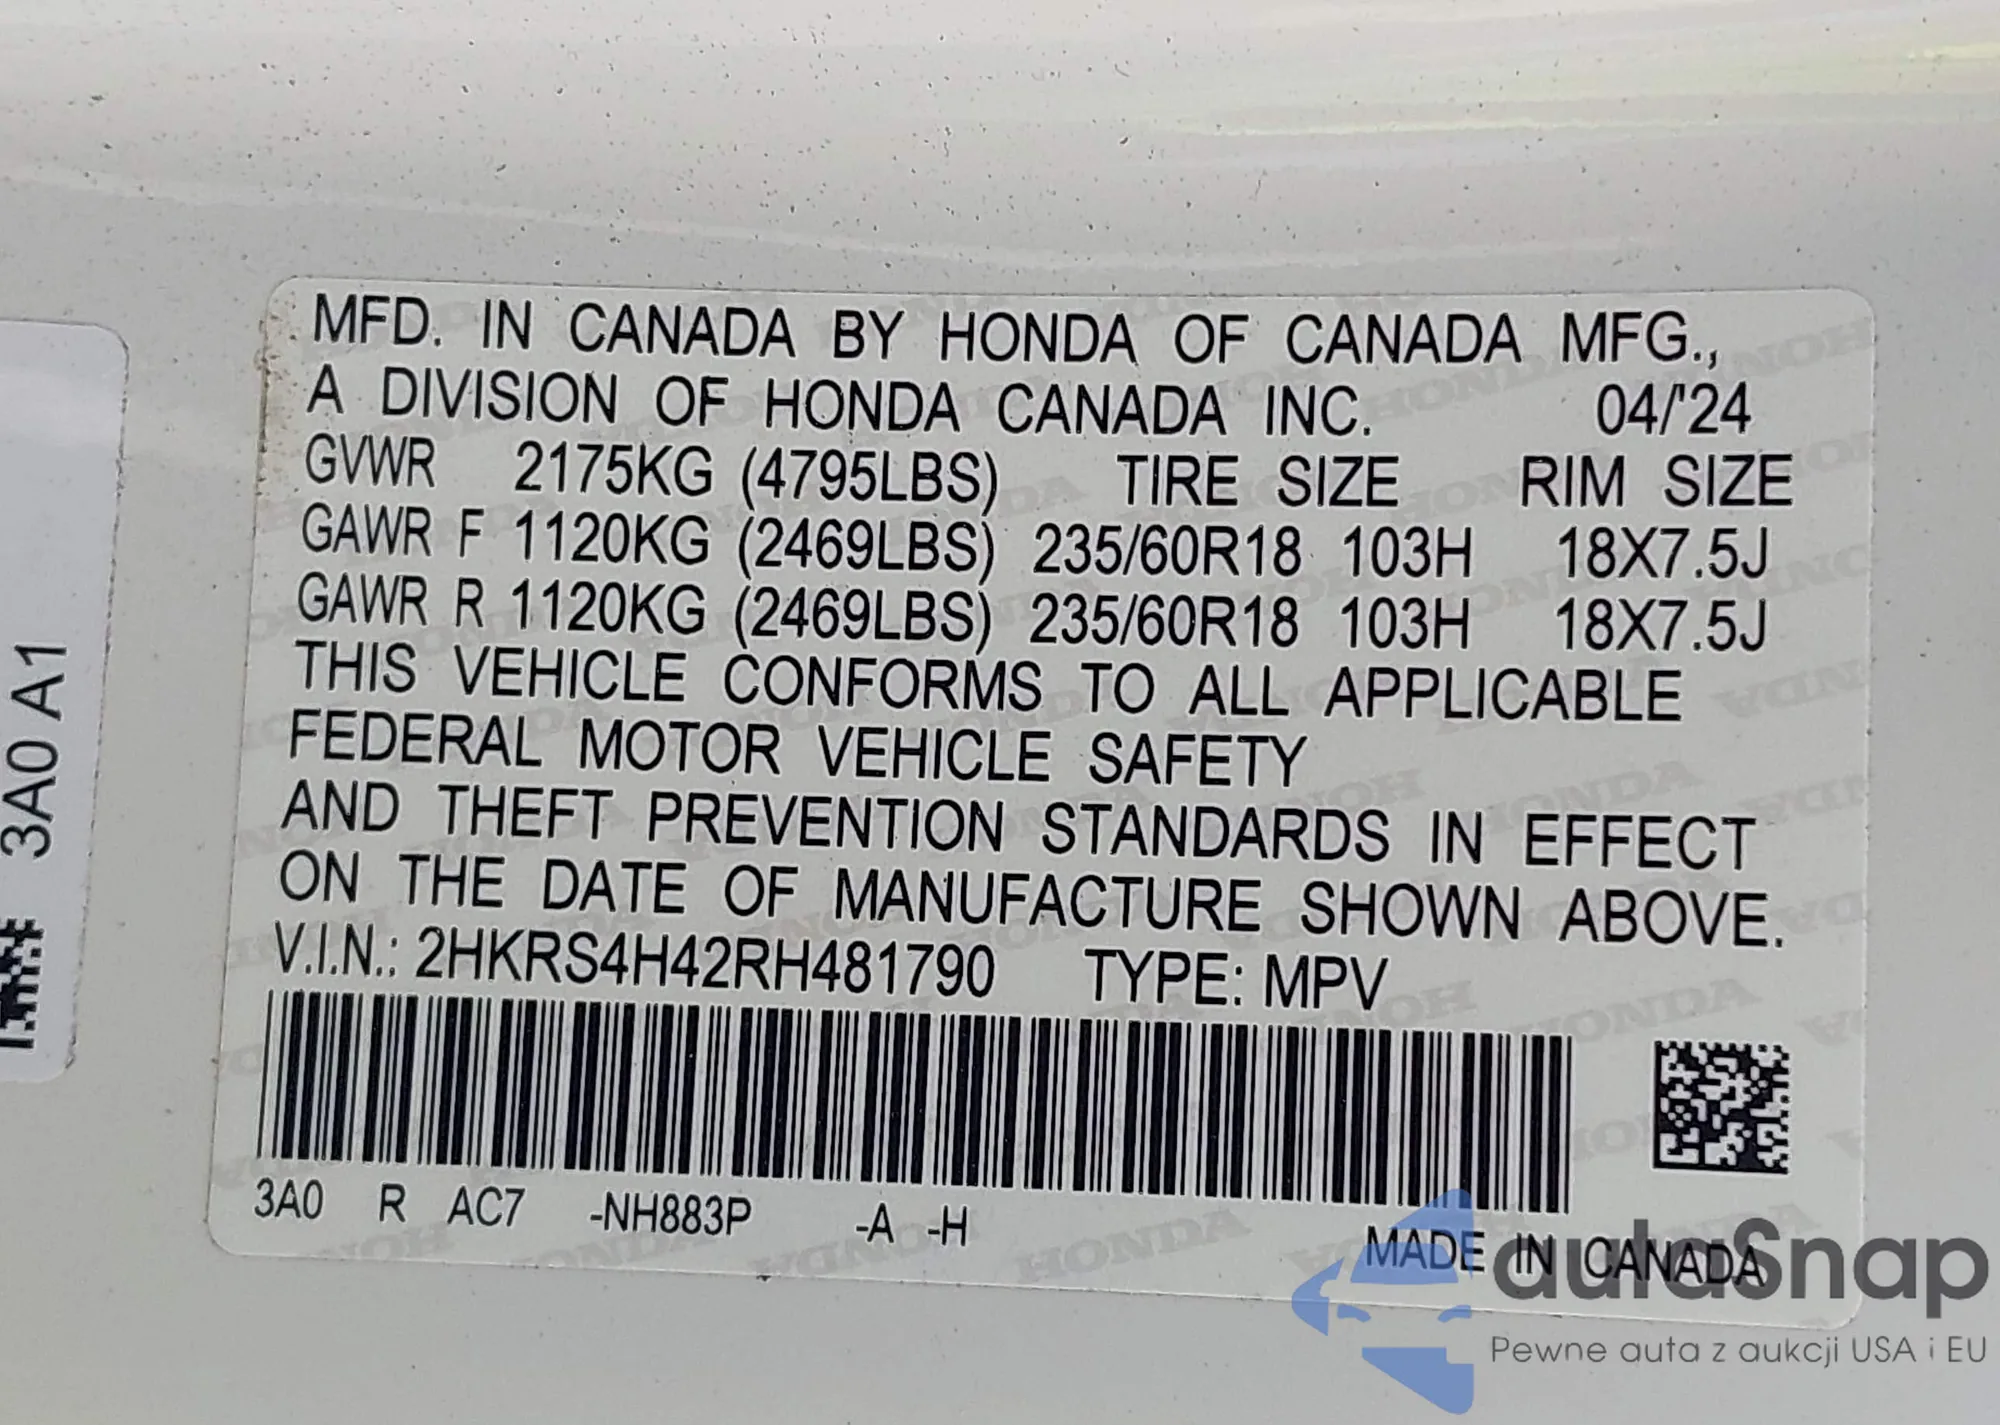 MFD. IN CANADA BY HONDA OF CANADA MFG.,
A DIVISION OF HONDA CANADA INC. 04/'24
GVWR 2175KG (4795LBS) TIRE SIZE RIM SIZE
GAWR F 1120KG (2469LBS) 235/60R18 103H 18X7.5J
GAWR R 1120KG (2469LBS) 235/60R18 103H 18X7.5J
THIS VEHICLE CONFORMS TO ALL APPLICABLE
FEDERAL MOTOR VEHICLE SAFETY
AND THEFT PREVENTION STANDARDS IN EFFECT
ON THE DATE OF MANUFACTURE SHOWN ABOVE.
V.I.N.: 2HKRS4H42RH481790 TYPE: MPV
3A0 R AC7 -NH883P -A -H
MADE IN CANADA
3A0 A1
autaSnap
Pewne auta z aukcji USA i EU